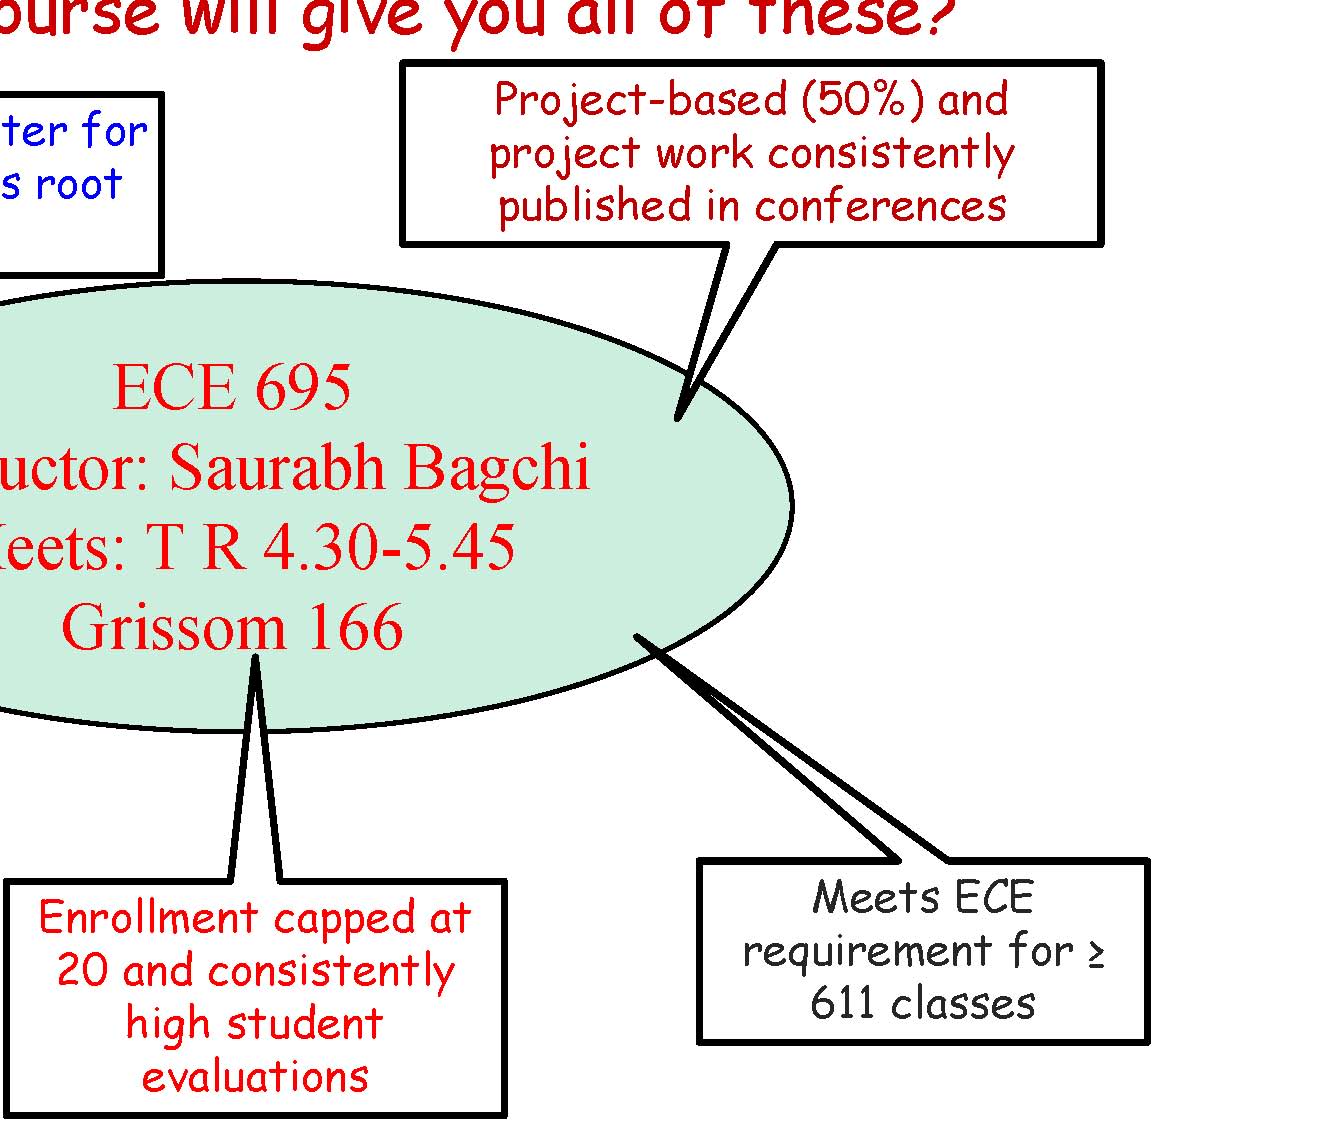 ourse will give you all of these?
ter for
s root
Project-based (50%) and
project work consistently
published in conferences
ECE 695
uctor: Saurabh Bagchi
eets: T R 4.30-5.45
Grissom 166
Enrollment capped at
20 and consistently
high student
evaluations
Meets ECE
requirement for ≥
611 classes